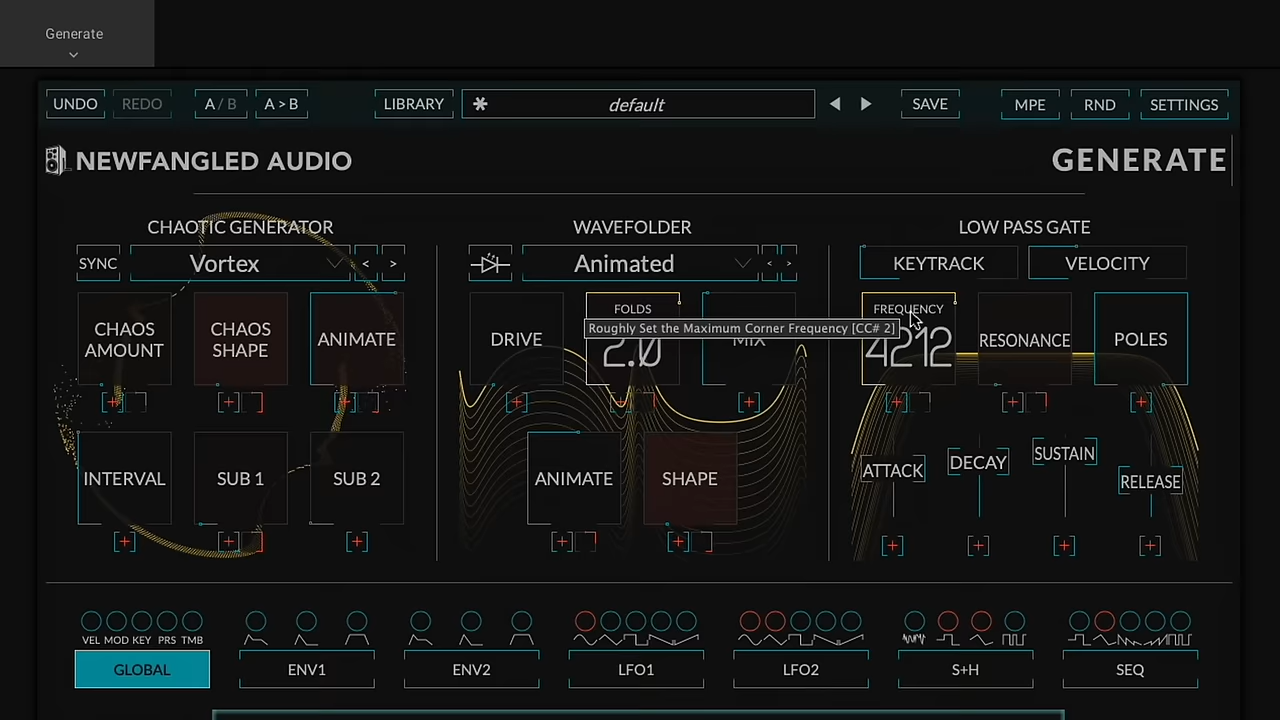 Generate
UNDO REDO A / B A > B LIBRARY * default SAVE MPE RND SETTINGS
NEWFANGLED AUDIO GENERATE
CHAOTIC GENERATOR WAVEFOLDER LOW PASS GATE
SYNC Vortex < > Animated < > KEYTRACK VELOCITY
CHAOS AMOUNT CHAOS SHAPE ANIMATE DRIVE FOLDS 2.0 MIX FREQUENCY 4212 RESONANCE POLES
Roughly Set the Maximum Corner Frequency [CC# 2]
INTERVAL SUB 1 SUB 2 ANIMATE SHAPE ATTACK DECAY SUSTAIN RELEASE
VEL MOD KEY PRS TMB
GLOBAL ENV1 ENV2 LFO1 LFO2 S+H SEQ